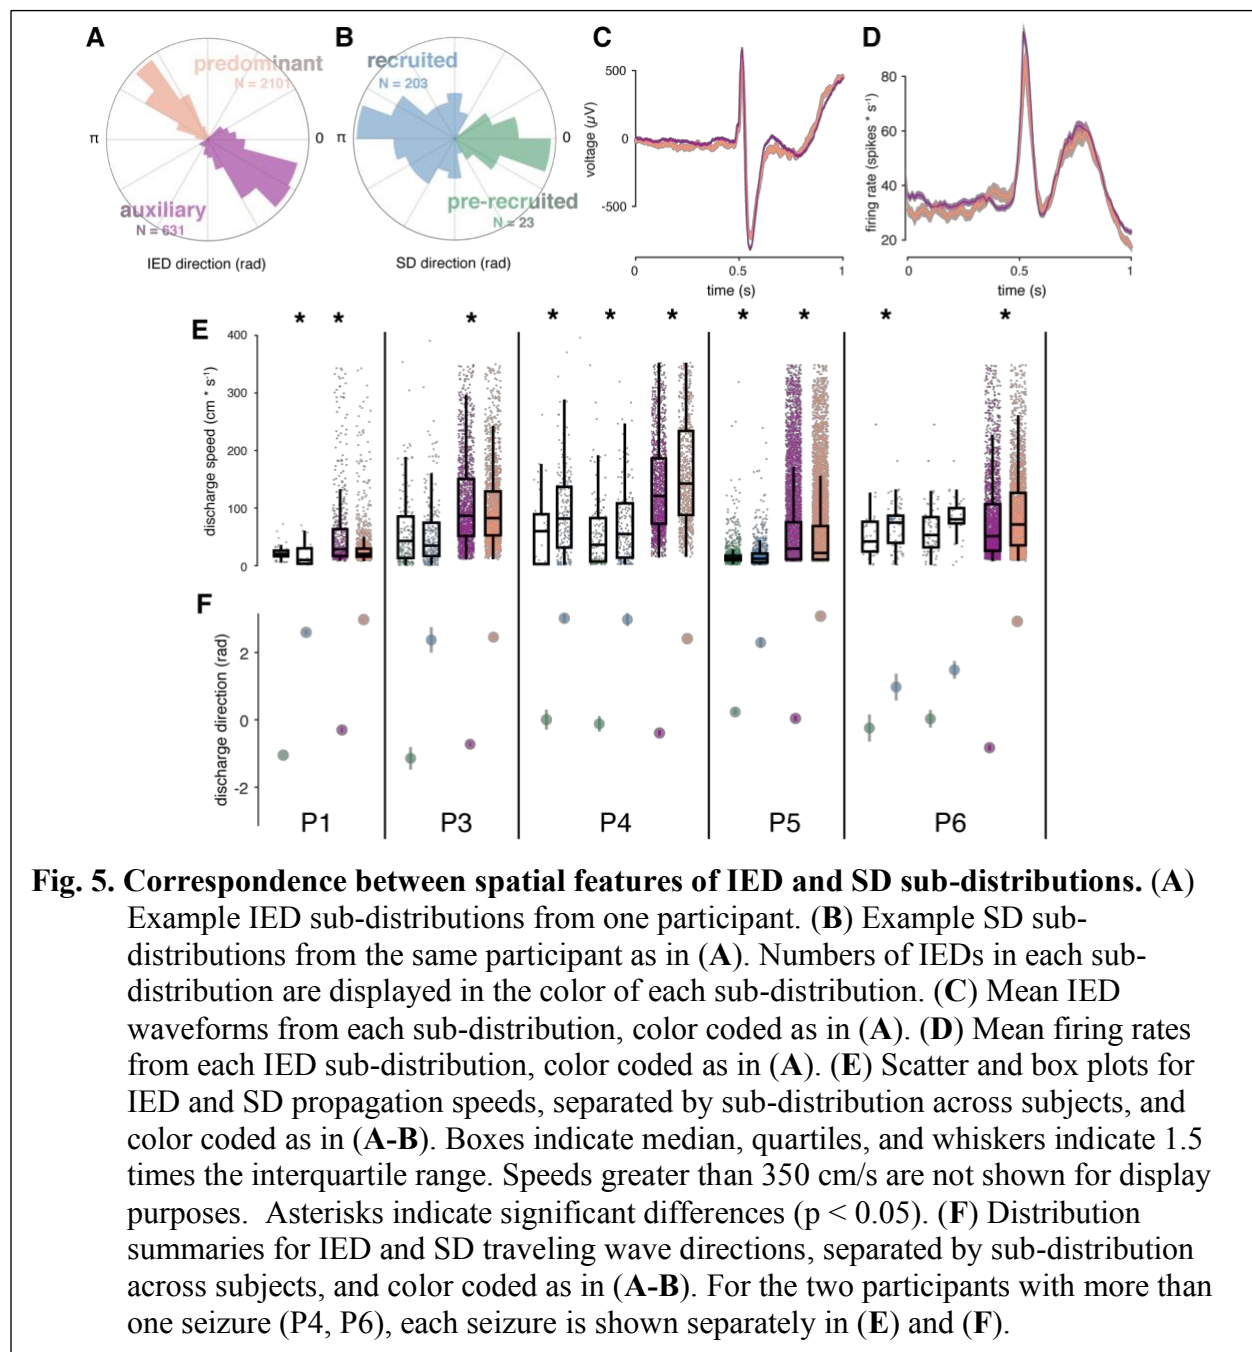 A
B
C
D
predominant
N = 2101
recruited
N = 203
π
0
π
0
auxiliary
N = 631
pre-recruited
N = 23
IED direction (rad)
SD direction (rad)
voltage (μV)
500
0
-500
0
0.5
1
time (s)
firing rate (spikes * s⁻¹)
80
60
40
20
0
0.5
1
time (s)
E
* * * * * * * * * *
discharge speed (cm * s⁻¹)
400
300
200
100
0
F
discharge direction (rad)
2
0
-2
P1
P3
P4
P5
P6
Fig. 5. Correspondence between spatial features of IED and SD sub-distributions. (A)
Example IED sub-distributions from one participant. (B) Example SD sub-
distributions from the same participant as in (A). Numbers of IEDs in each sub-
distribution are displayed in the color of each sub-distribution. (C) Mean IED
waveforms from each sub-distribution, color coded as in (A). (D) Mean firing rates
from each IED sub-distribution, color coded as in (A). (E) Scatter and box plots for
IED and SD propagation speeds, separated by sub-distribution across subjects, and
color coded as in (A-B). Boxes indicate median, quartiles, and whiskers indicate 1.5
times the interquartile range. Speeds greater than 350 cm/s are not shown for display
purposes.  Asterisks indicate significant differences (p < 0.05). (F) Distribution
summaries for IED and SD traveling wave directions, separated by sub-distribution
across subjects, and color coded as in (A-B). For the two participants with more than
one seizure (P4, P6), each seizure is shown separately in (E) and (F).